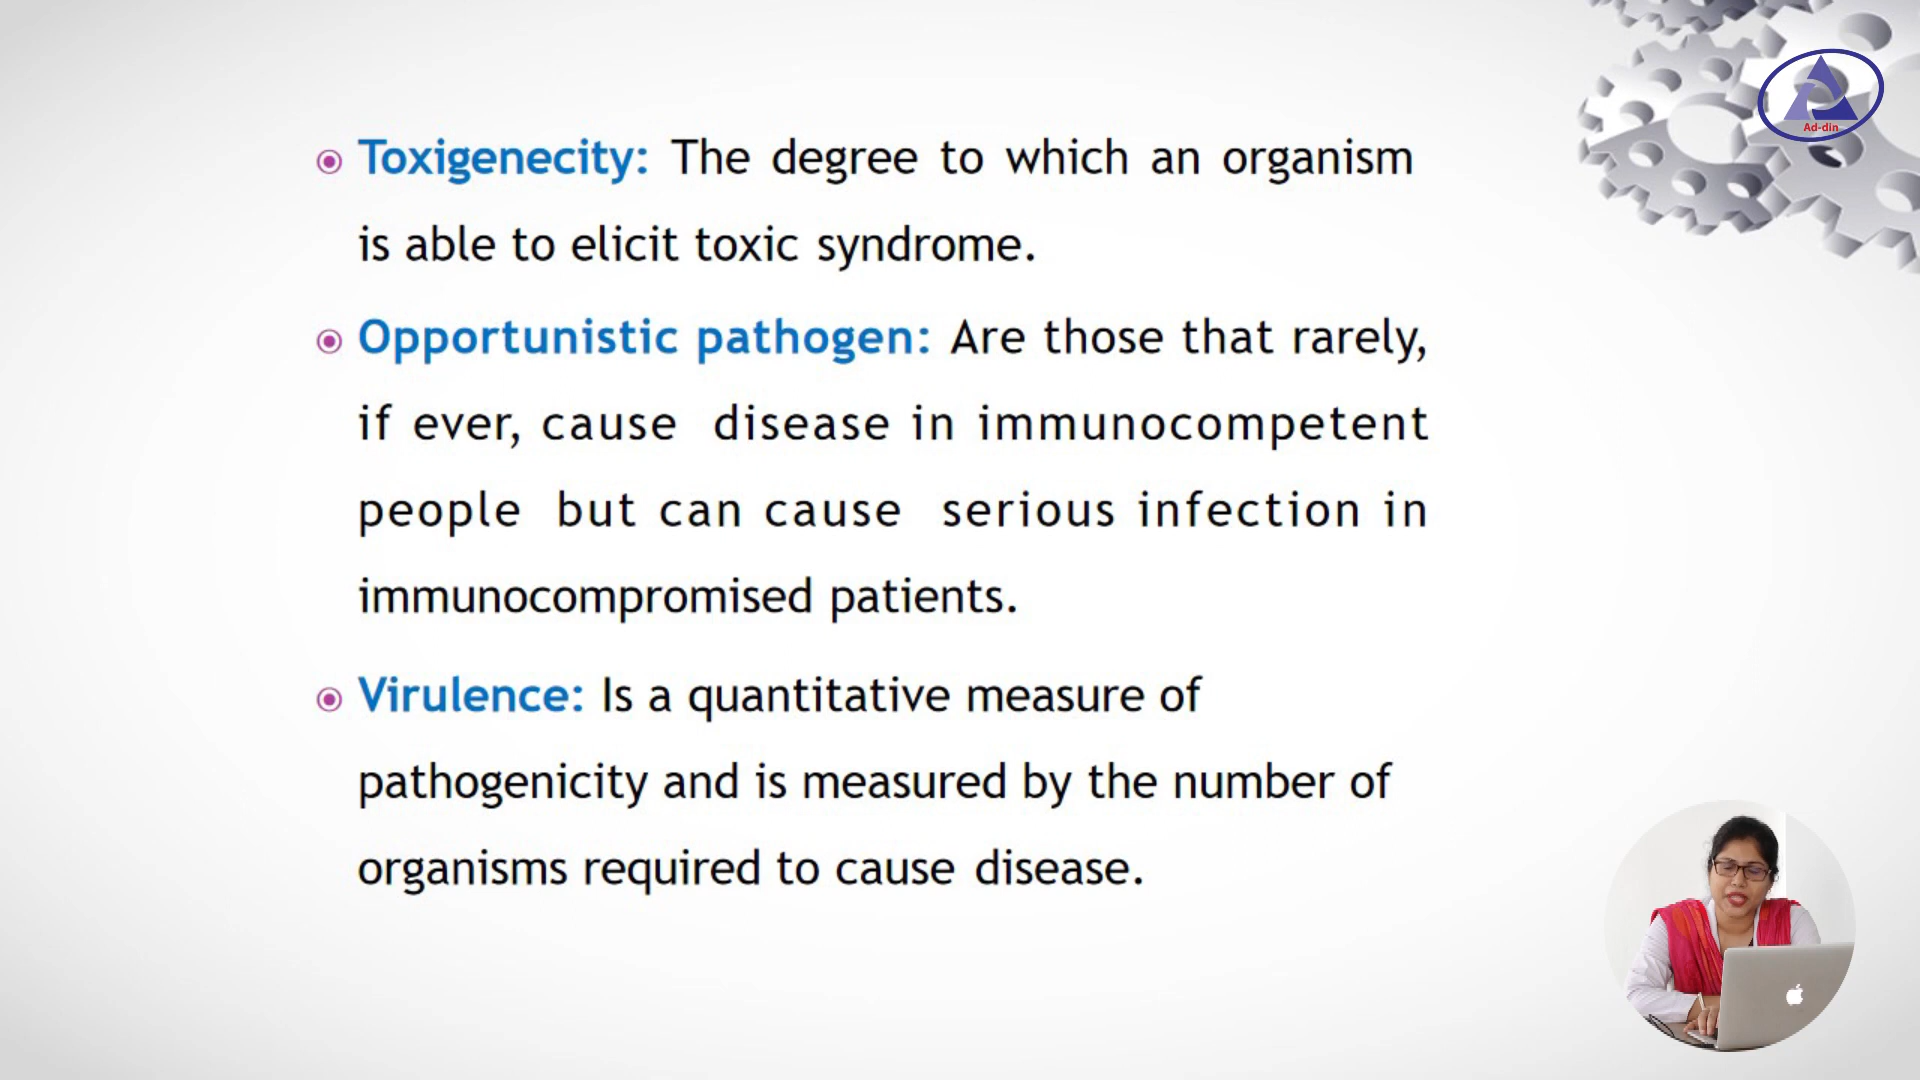 Ad-din
Toxigenecity: The degree to which an organism
is able to elicit toxic syndrome.
Opportunistic pathogen: Are those that rarely,
if ever, cause disease in immunocompetent
people but can cause serious infection in
immunocompromised patients.
Virulence: Is a quantitative measure of
pathogenicity and is measured by the number of
organisms required to cause disease.